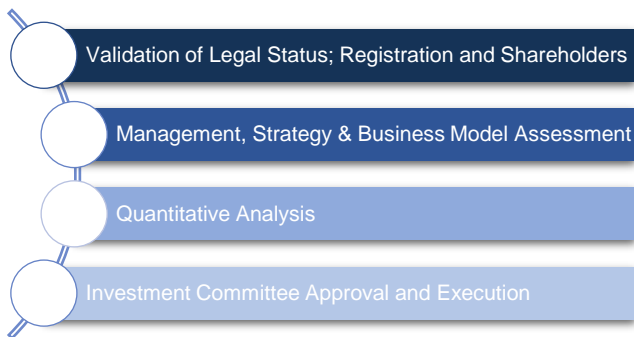 Validation of Legal Status; Registration and Shareholders
Management, Strategy & Business Model Assessment
Quantitative Analysis
Investment Committee Approval and Execution